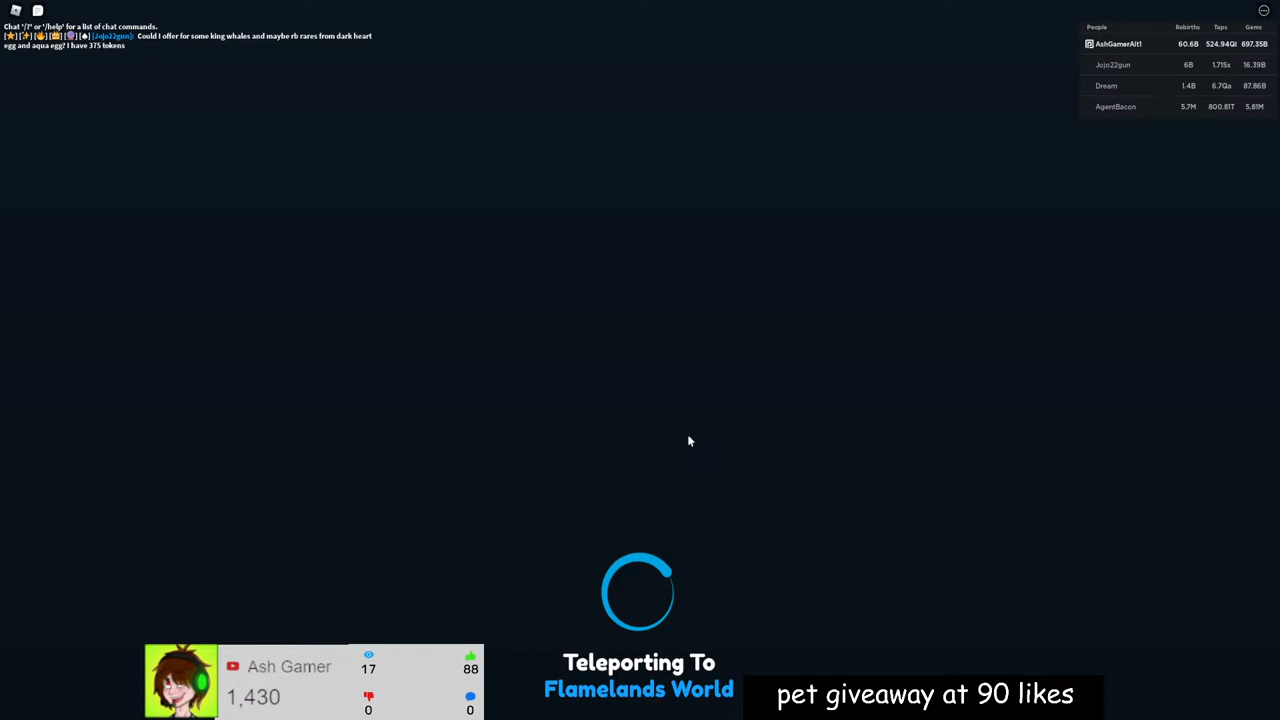 Chat '/?' or '/help' for a list of chat commands.
[Jojo22gun]: Could I offer for some king whales and maybe rb rares from dark heart
egg and aqua egg? I have 375 tokens
People Rebirths Taps Gems
AshGamerAlt1 60.6B 524.94Qi 697.35B
Jojo22gun 6B 1.71Sx 16.39B
Dream 1.4B 6.7Qa 87.86B
AgentBacon 5.7M 800.81T 5.81M
Teleporting To
Flamelands World
Ash Gamer
1,430
17 88
0 0
pet giveaway at 90 likes